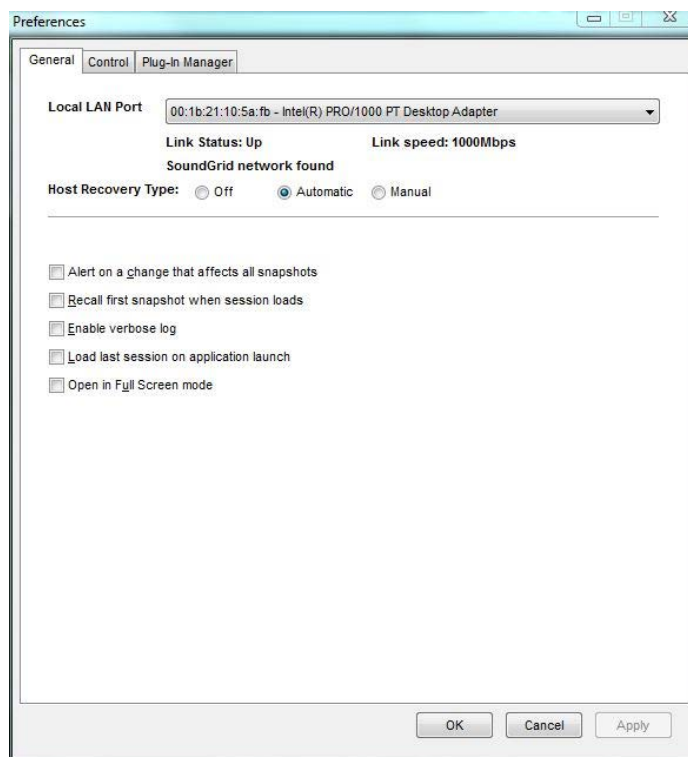 Preferences
General Control Plug-In Manager
Local LAN Port 00:1b:21:10:5a:fb - Intel(R) PRO/1000 PT Desktop Adapter
Link Status: Up Link speed: 1000Mbps
SoundGrid network found
Host Recovery Type: Off Automatic Manual
Alert on a change that affects all snapshots
Recall first snapshot when session loads
Enable verbose log
Load last session on application launch
Open in Full Screen mode
OK Cancel Apply